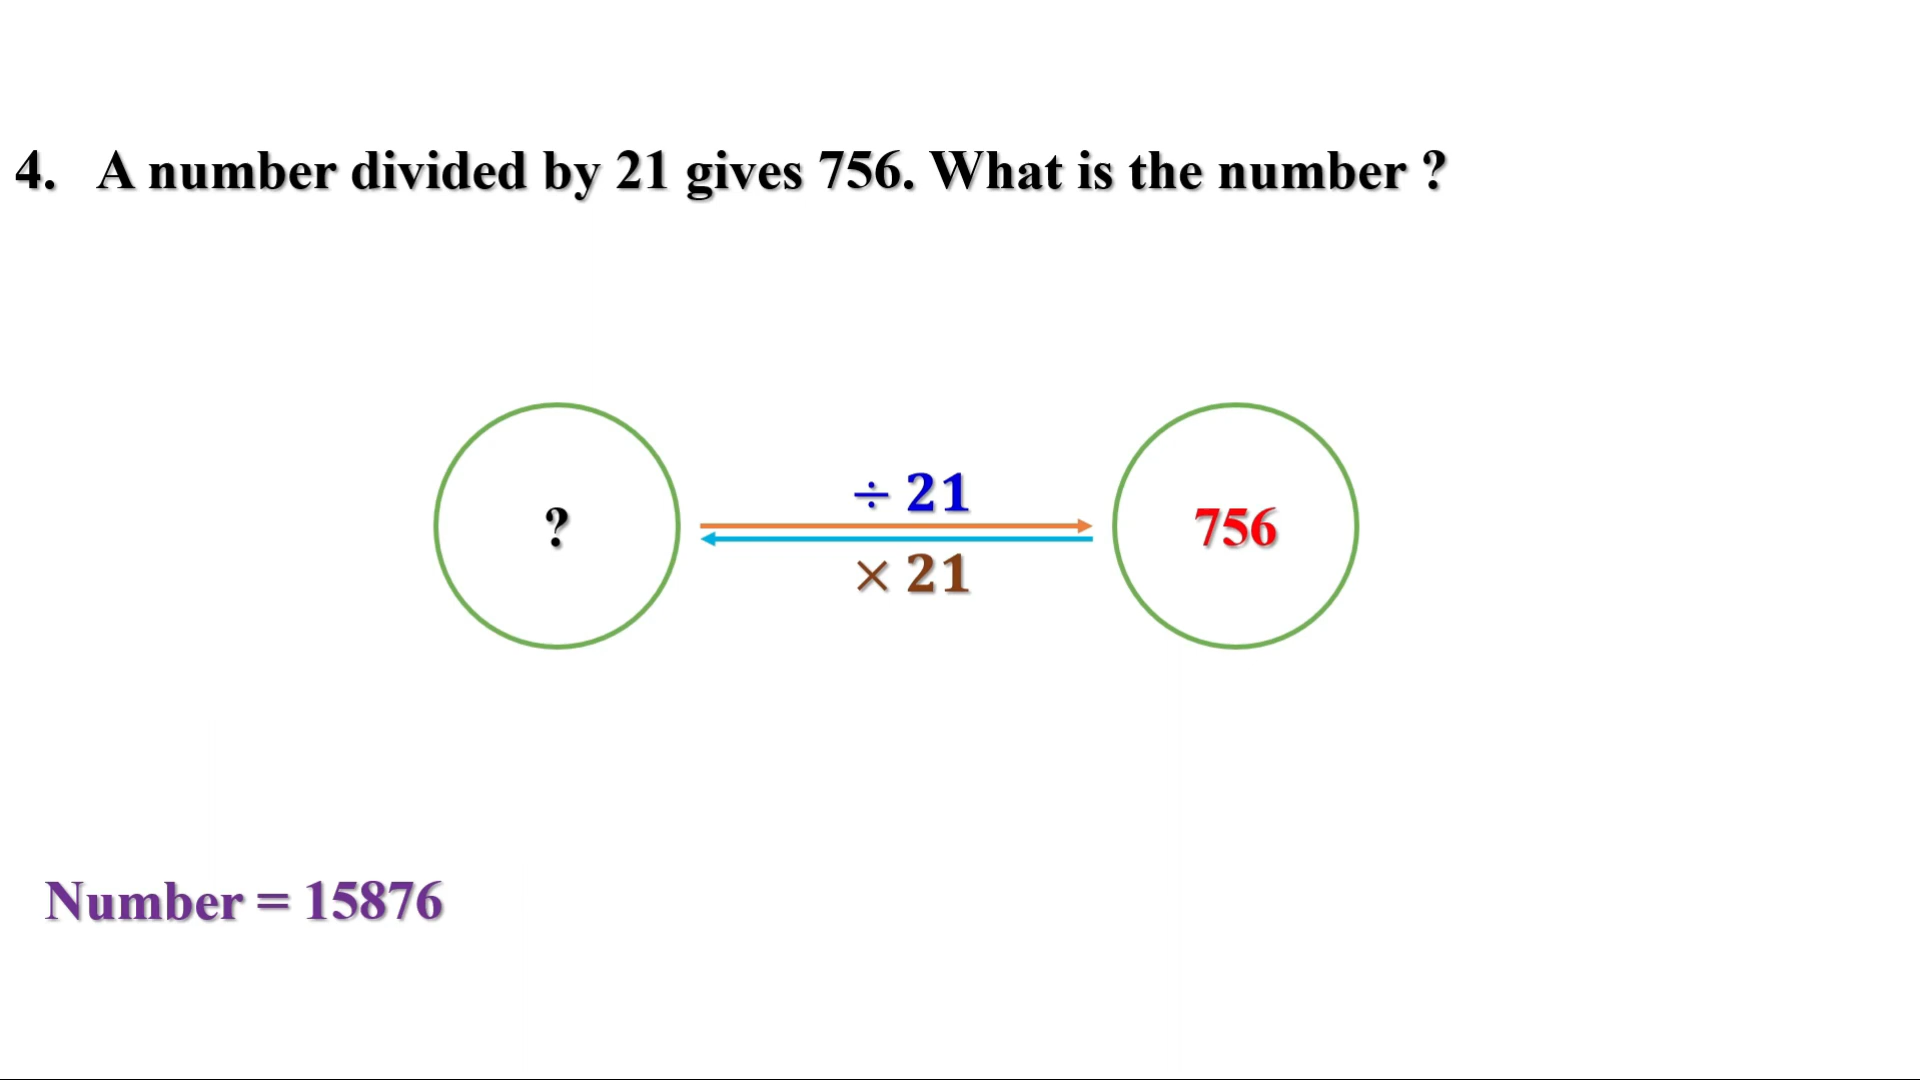 4. A number divided by 21 gives 756. What is the number ?
÷ 21
? 756
× 21
Number = 15876